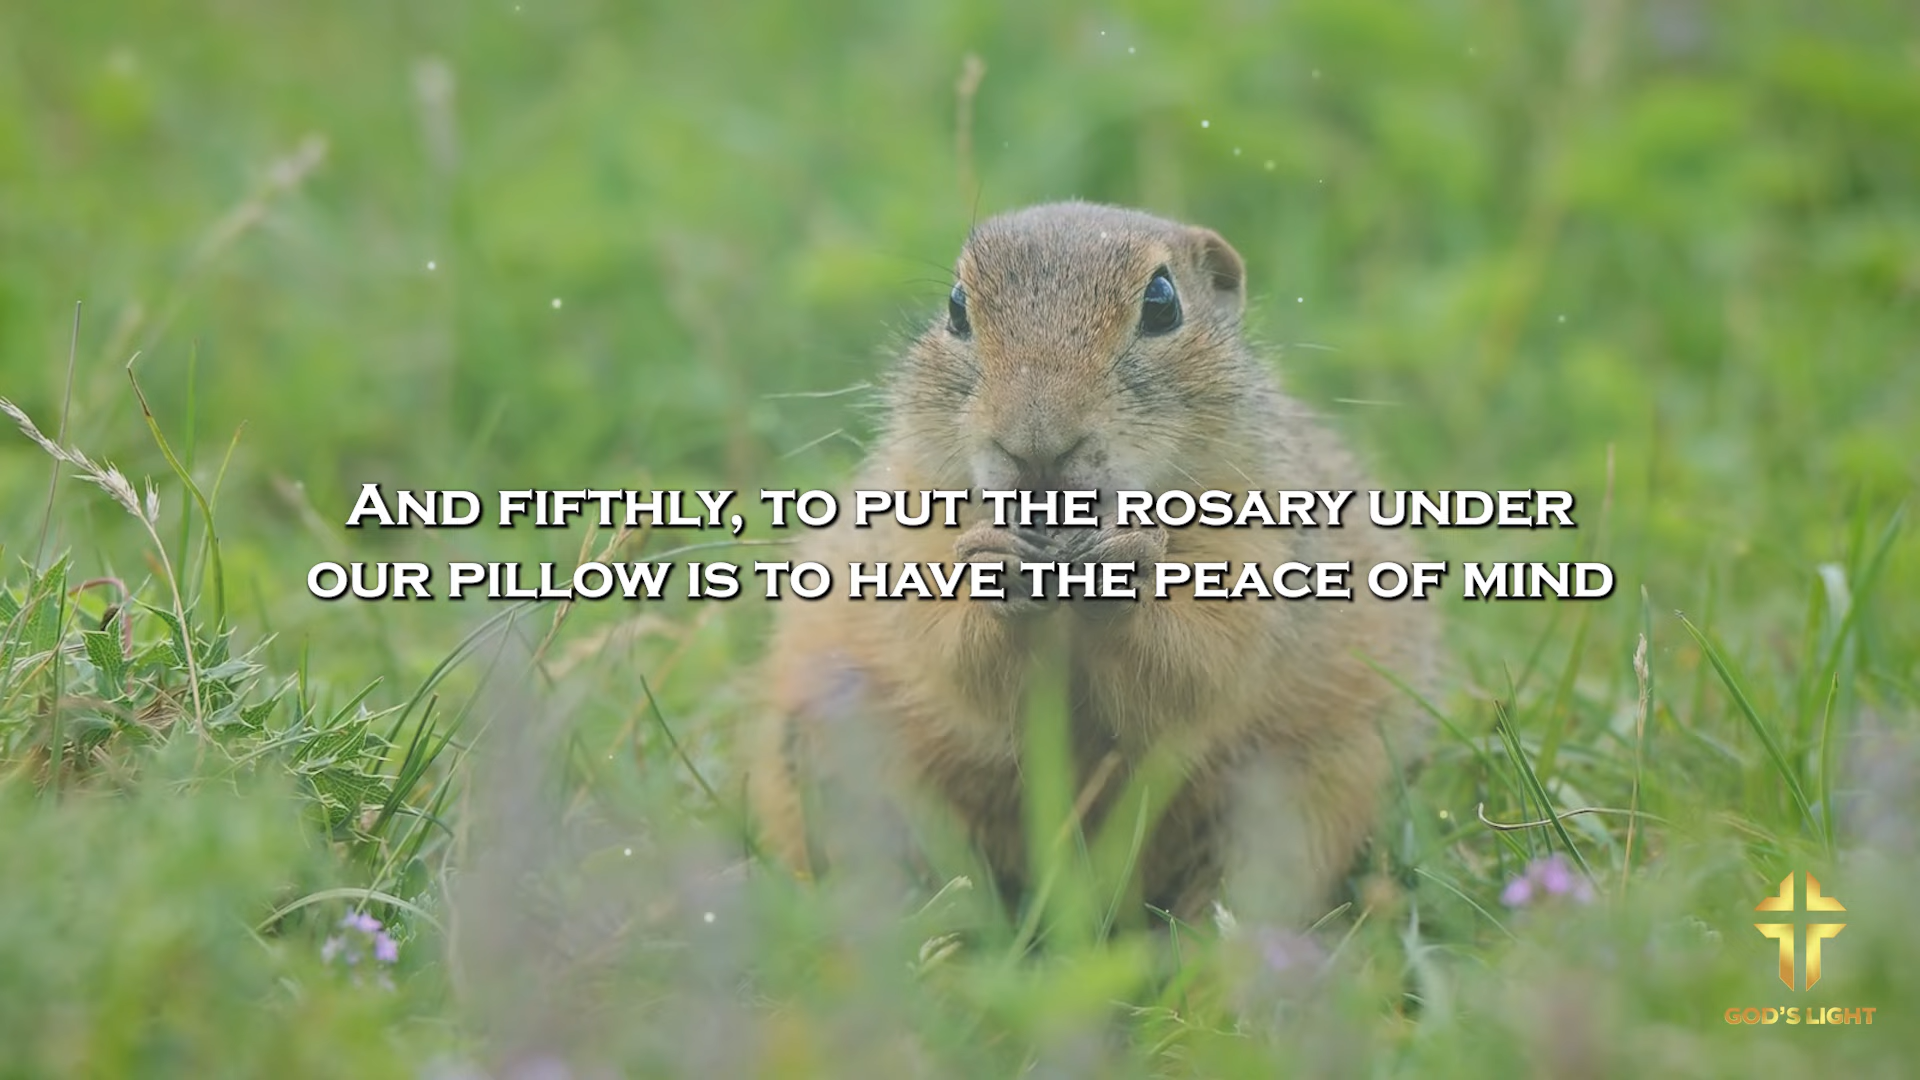 And fifthly, to put the rosary under
our pillow is to have the peace of mind
GOD'S LIGHT